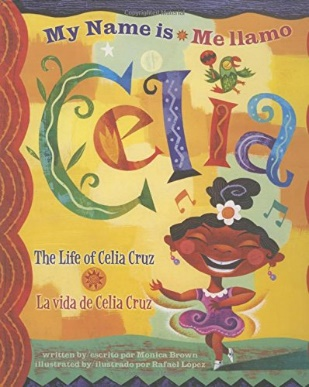 My Name is Me llamo
Celia
The Life of Celia Cruz
La vida de Celia Cruz
written by/escrito por Monica Brown
illustrated by/ilustrado por Rafael López